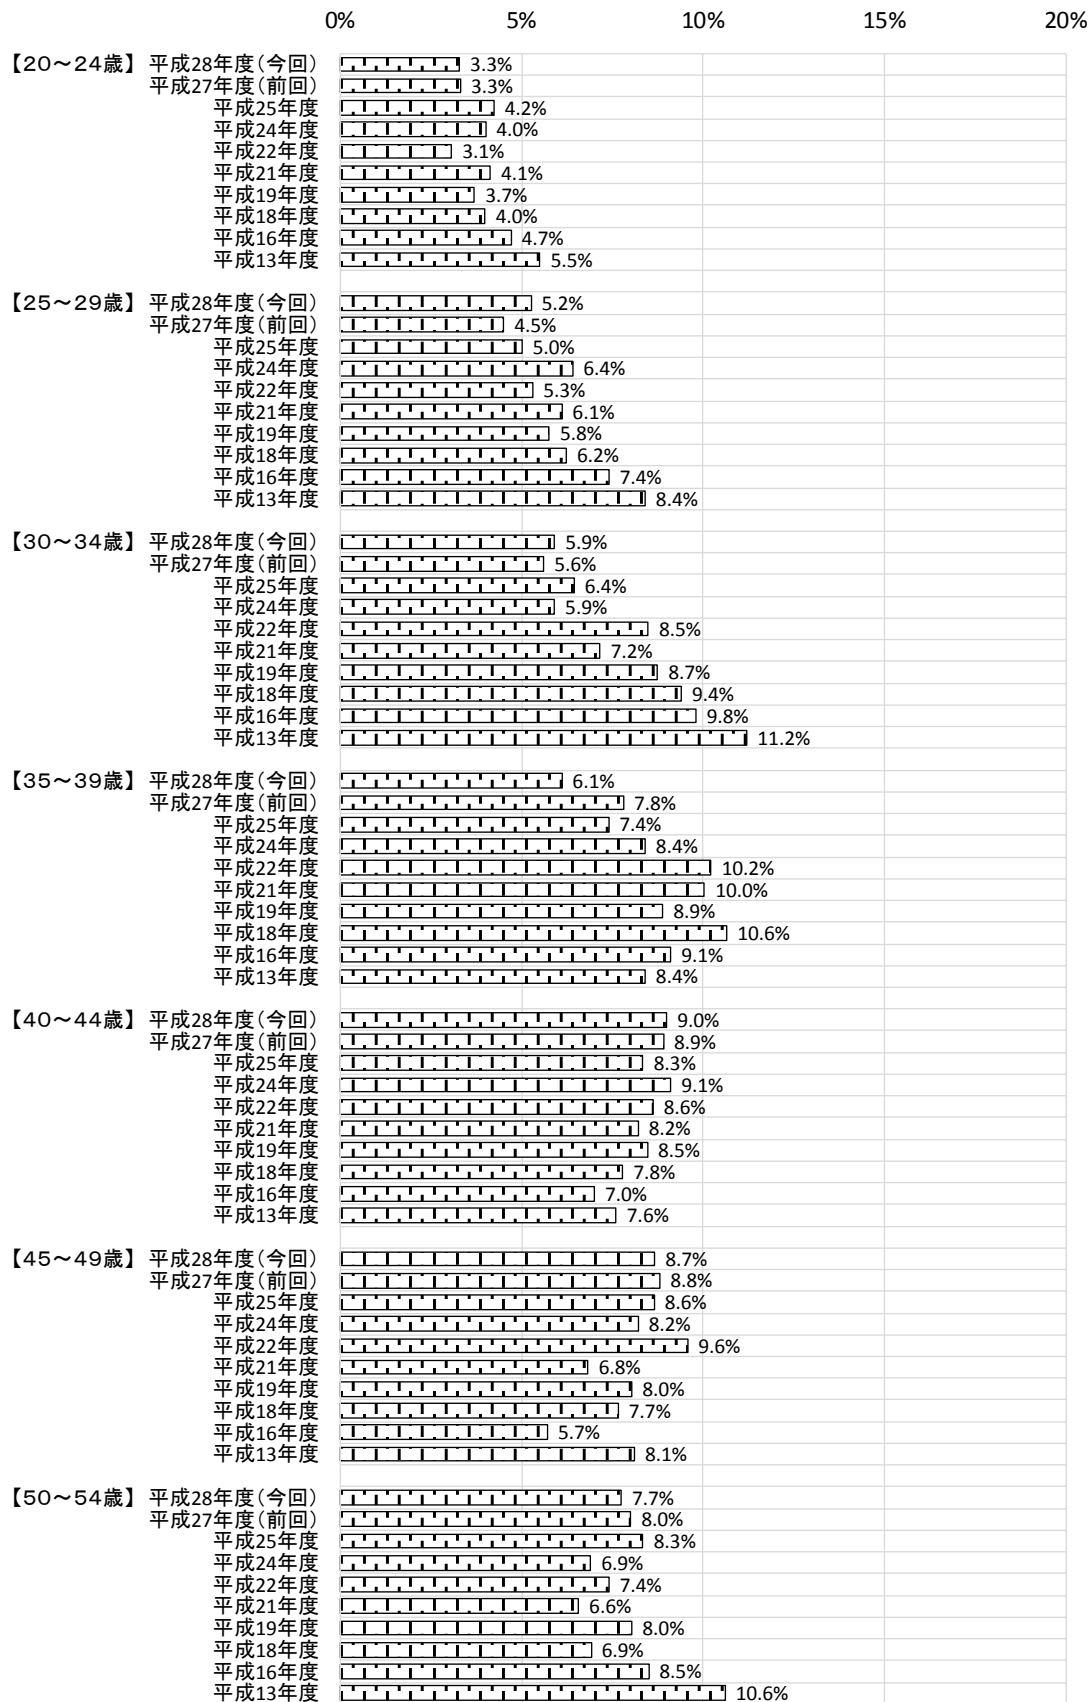 0% 5% 10% 15% 20%
【20～24歳】 平成28年度(今回) 3.3%
平成27年度(前回) 3.3%
平成25年度 4.2%
平成24年度 4.0%
平成22年度 3.1%
平成21年度 4.1%
平成19年度 3.7%
平成18年度 4.0%
平成16年度 4.7%
平成13年度 5.5%
【25～29歳】 平成28年度(今回) 5.2%
平成27年度(前回) 4.5%
平成25年度 5.0%
平成24年度 6.4%
平成22年度 5.3%
平成21年度 6.1%
平成19年度 5.8%
平成18年度 6.2%
平成16年度 7.4%
平成13年度 8.4%
【30～34歳】 平成28年度(今回) 5.9%
平成27年度(前回) 5.6%
平成25年度 6.4%
平成24年度 5.9%
平成22年度 8.5%
平成21年度 7.2%
平成19年度 8.7%
平成18年度 9.4%
平成16年度 9.8%
平成13年度 11.2%
【35～39歳】 平成28年度(今回) 6.1%
平成27年度(前回) 7.8%
平成25年度 7.4%
平成24年度 8.4%
平成22年度 10.2%
平成21年度 10.0%
平成19年度 8.9%
平成18年度 10.6%
平成16年度 9.1%
平成13年度 8.4%
【40～44歳】 平成28年度(今回) 9.0%
平成27年度(前回) 8.9%
平成25年度 8.3%
平成24年度 9.1%
平成22年度 8.6%
平成21年度 8.2%
平成19年度 8.5%
平成18年度 7.8%
平成16年度 7.0%
平成13年度 7.6%
【45～49歳】 平成28年度(今回) 8.7%
平成27年度(前回) 8.8%
平成25年度 8.6%
平成24年度 8.2%
平成22年度 9.6%
平成21年度 6.8%
平成19年度 8.0%
平成18年度 7.7%
平成16年度 5.7%
平成13年度 8.1%
【50～54歳】 平成28年度(今回) 7.7%
平成27年度(前回) 8.0%
平成25年度 8.3%
平成24年度 6.9%
平成22年度 7.4%
平成21年度 6.6%
平成19年度 8.0%
平成18年度 6.9%
平成16年度 8.5%
平成13年度 10.6%